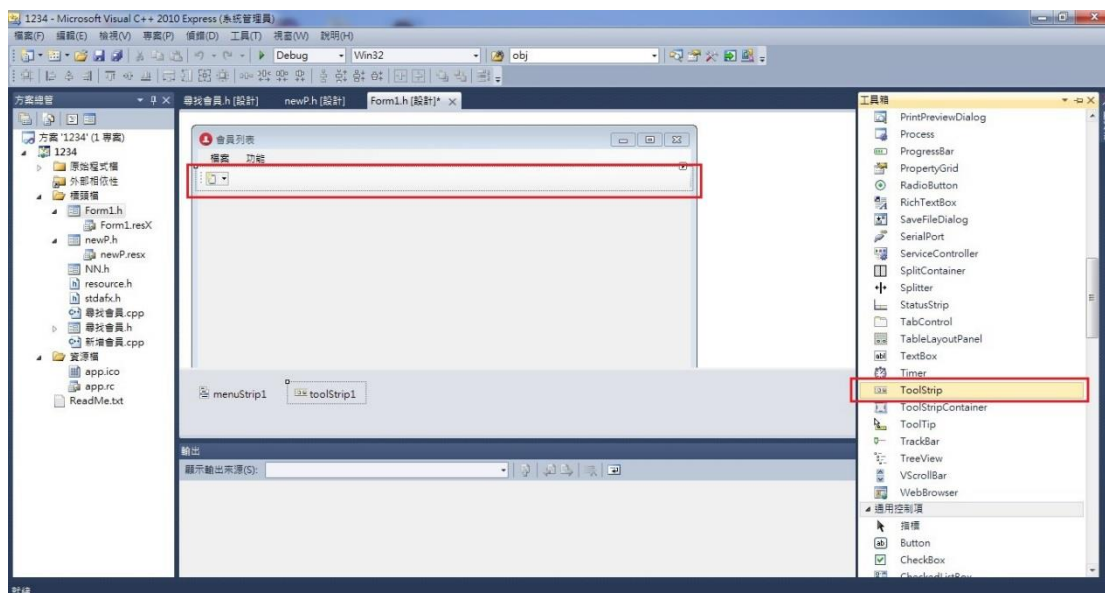 1234 - Microsoft Visual C++ 2010 Express (系統管理員)
檔案(F) 編輯(E) 檢視(V) 專案(P) 偵錯(D) 工具(T) 視窗(W) 說明(H)
Debug Win32 obj
方案總管
方案 '1234' (1 專案)
1234
原始程式檔
外部相依性
標頭檔
Form1.h
Form1.resX
newP.h
newP.resx
NN.h
resource.h
stdafx.h
尋找會員.cpp
尋找會員.h
新增會員.cpp
資源檔
app.ico
app.rc
ReadMe.txt
尋找會員.h [設計] newP.h [設計] Form1.h [設計]*
會員列表
檔案 功能
menuStrip1 toolStrip1
輸出
顯示輸出來源(S):
工具箱
PrintPreviewDialog
Process
ProgressBar
PropertyGrid
RadioButton
RichTextBox
SaveFileDialog
SerialPort
ServiceController
SplitContainer
Splitter
StatusStrip
TabControl
TableLayoutPanel
TextBox
Timer
ToolStrip
ToolStripContainer
ToolTip
TrackBar
TreeView
VScrollBar
WebBrowser
通用控制項
指標
Button
CheckBox
CheckedListBox
就緒